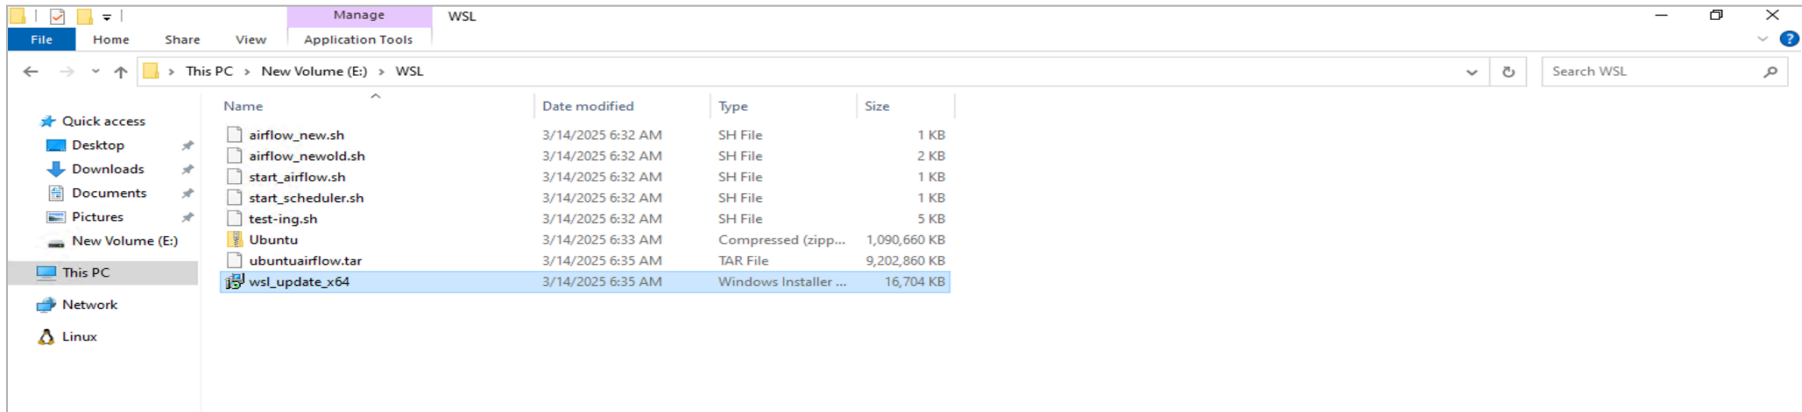 Manage WSL
File Home Share View Application Tools ?
This PC > New Volume (E:) > WSL Search WSL
Name Date modified Type Size
Quick access
Desktop
Downloads
Documents
Pictures
New Volume (E:)
This PC
Network
Linux
airflow_new.sh 3/14/2025 6:32 AM SH File 1 KB
airflow_newold.sh 3/14/2025 6:32 AM SH File 2 KB
start_airflow.sh 3/14/2025 6:32 AM SH File 1 KB
start_scheduler.sh 3/14/2025 6:32 AM SH File 1 KB
test-ing.sh 3/14/2025 6:32 AM SH File 5 KB
Ubuntu 3/14/2025 6:33 AM Compressed (zipp... 1,090,660 KB
ubuntuairflow.tar 3/14/2025 6:35 AM TAR File 9,202,860 KB
wsl_update_x64 3/14/2025 6:35 AM Windows Installer ... 16,704 KB